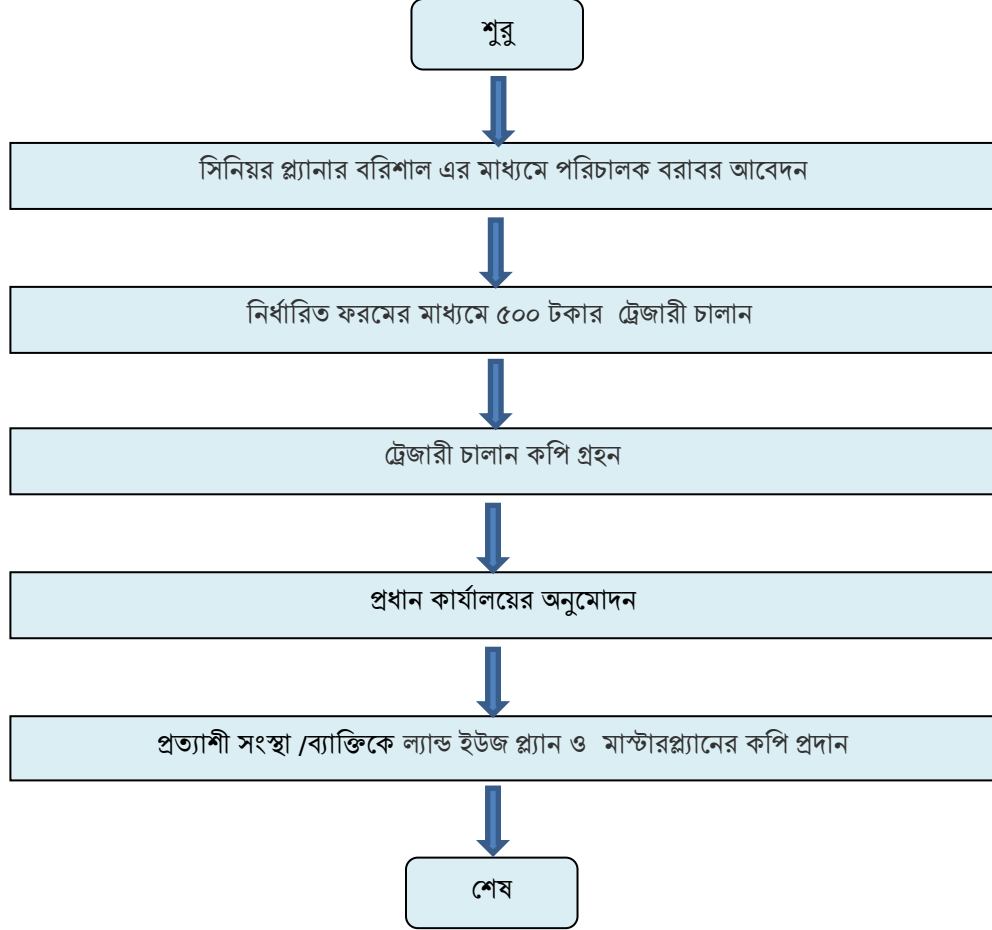 শুরু
সিনিয়র প্ল্যানার বরিশাল এর মাধ্যমে পরিচালক বরাবর আবেদন
নির্ধারিত ফরমের মাধ্যমে ৫০০ টকার ট্রেজারী চালান
ট্রেজারী চালান কপি গ্রহন
প্রধান কার্যালয়ের অনুমোদন
প্রত্যাশী সংস্থা /ব্যাক্তিকে ল্যান্ড ইউজ প্ল্যান ও মাস্টারপ্ল্যানের কপি প্রদান
শেষ